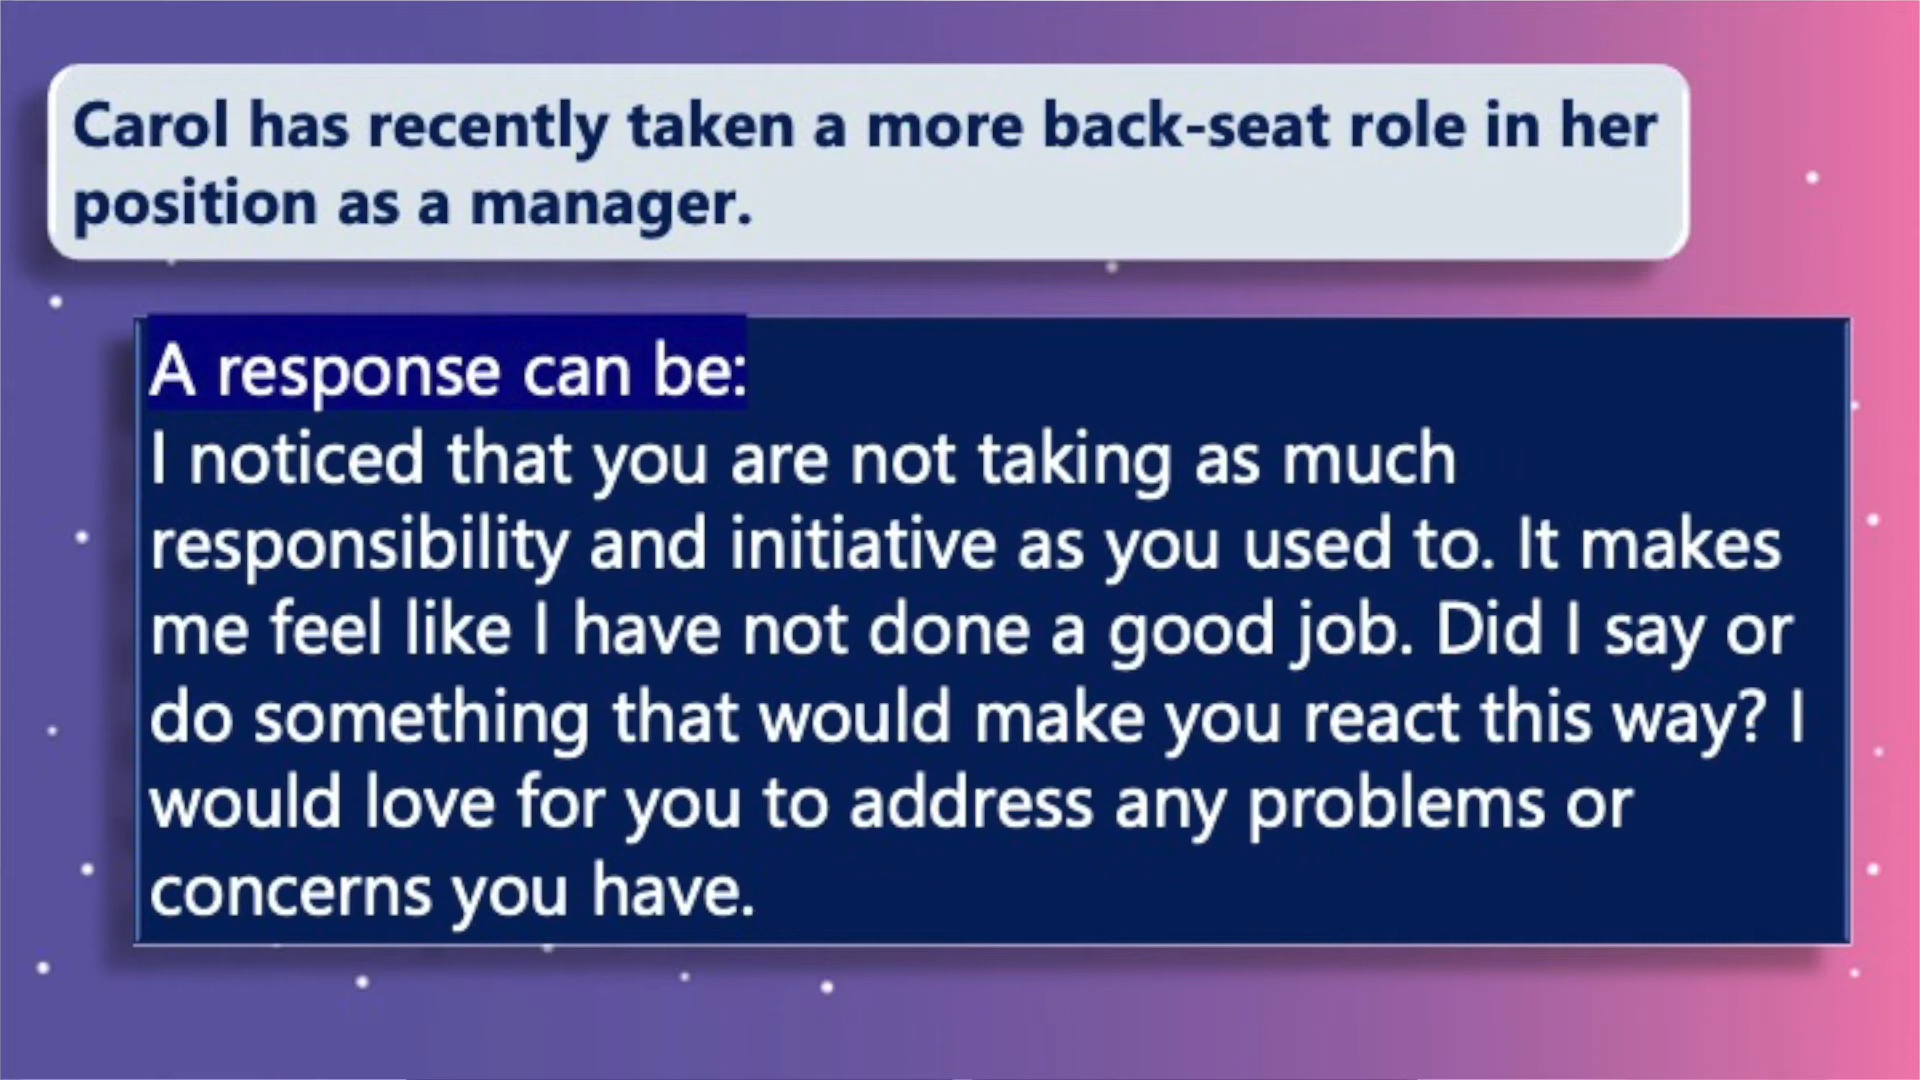 Carol has recently taken a more back-seat role in her
position as a manager.
A response can be:
I noticed that you are not taking as much
responsibility and initiative as you used to. It makes
me feel like I have not done a good job. Did I say or
do something that would make you react this way? I
would love for you to address any problems or
concerns you have.